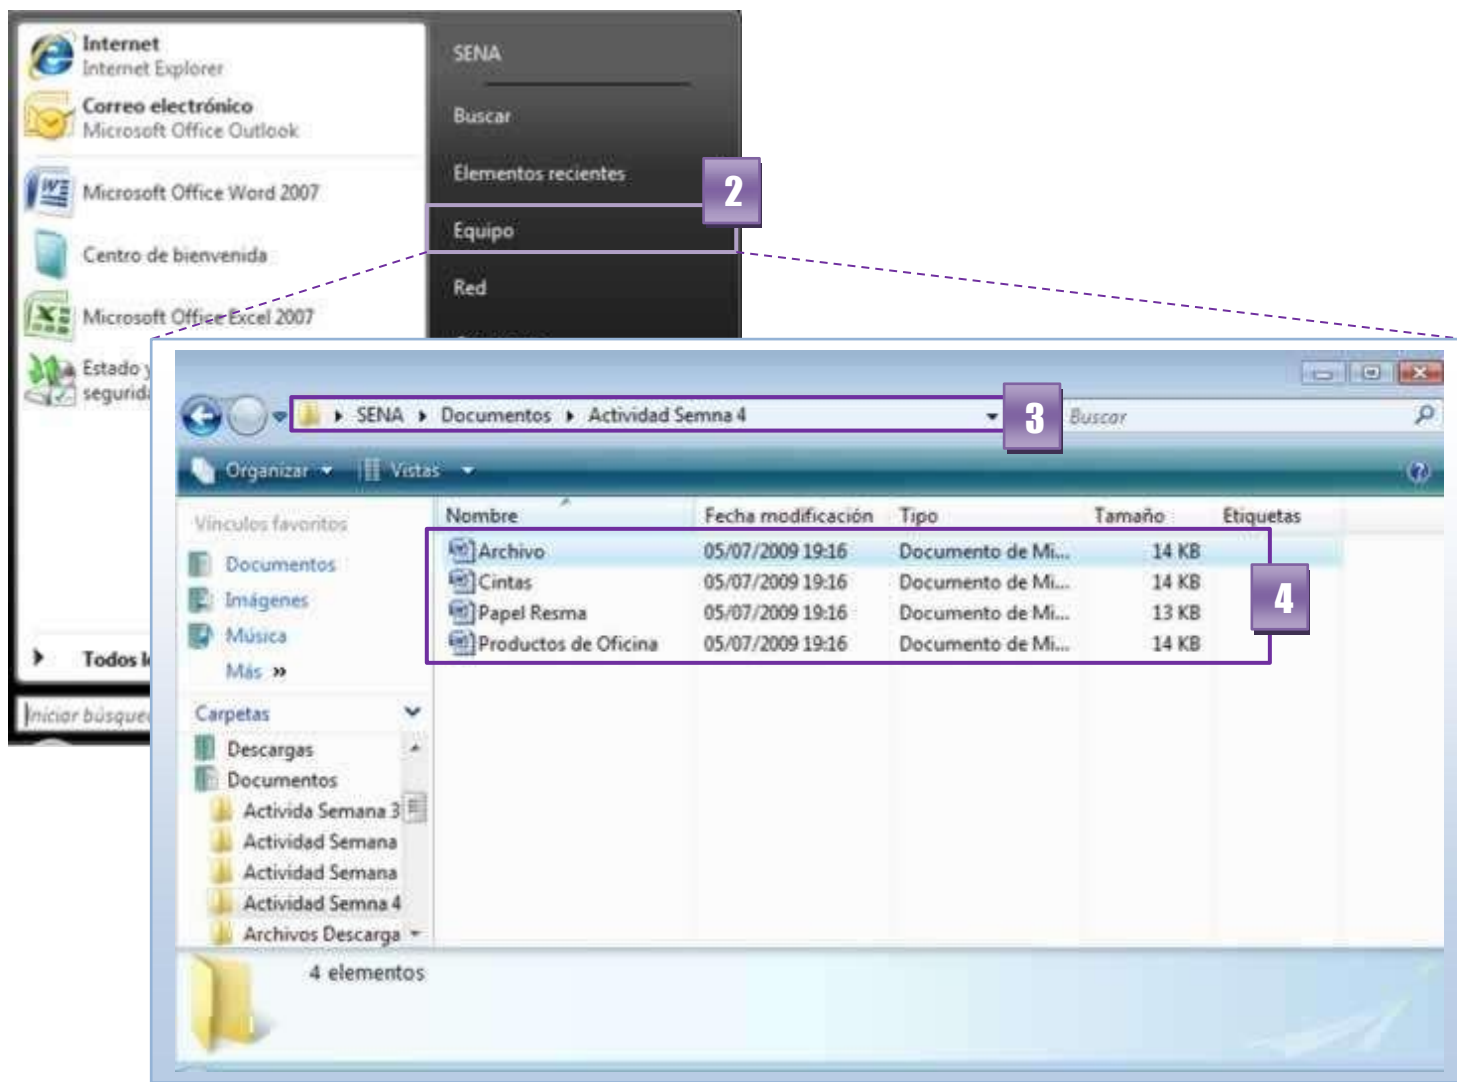 Internet
Internet Explorer
Correo electrónico
Microsoft Office Outlook
Microsoft Office Word 2007
Centro de bienvenida
Microsoft Office Excel 2007
Estado y
segurid
Todos l
Iniciar búsque
SENA
Buscar
Elementos recientes
2
Equipo
Red
SENA Documentos Actividad Semna 4
3
Buscar
Organizar Vistas
Vínculos favoritos
Documentos
Imágenes
Música
Más »
Carpetas
Descargas
Documentos
Activida Semana 3
Actividad Semana
Actividad Semana
Actividad Semna 4
Archivos Descarga
Nombre Fecha modificación Tipo Tamaño Etiquetas
Archivo 05/07/2009 19:16 Documento de Mi... 14 KB
Cintas 05/07/2009 19:16 Documento de Mi... 14 KB
Papel Resma 05/07/2009 19:16 Documento de Mi... 13 KB
Productos de Oficina 05/07/2009 19:16 Documento de Mi... 14 KB
4
4 elementos